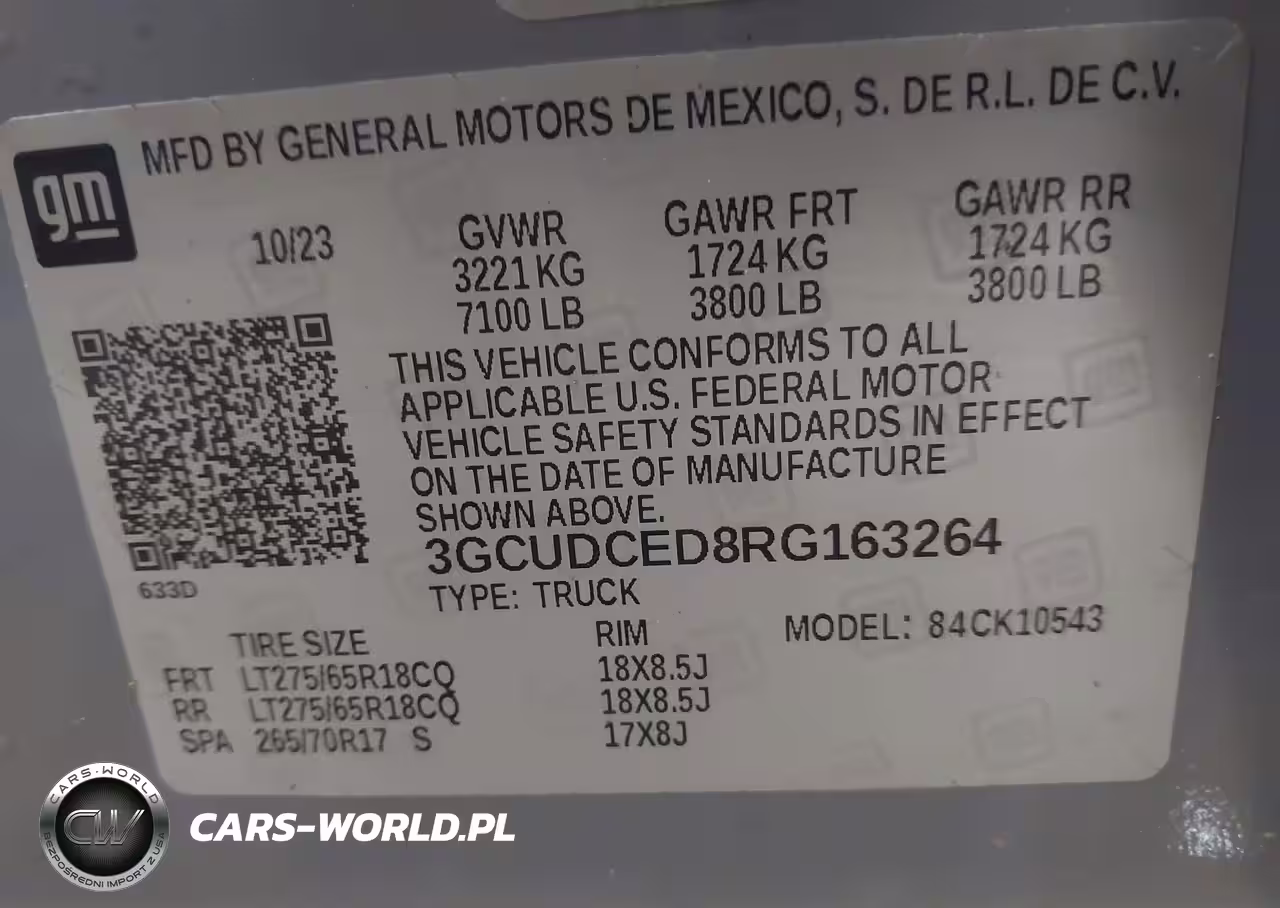 MFD BY GENERAL MOTORS DE MEXICO, S. DE R.L. DE C.V.
gm
10/23 GVWR GAWR FRT GAWR RR
3221 KG 1724 KG 1724 KG
7100 LB 3800 LB 3800 LB
THIS VEHICLE CONFORMS TO ALL
APPLICABLE U.S. FEDERAL MOTOR
VEHICLE SAFETY STANDARDS IN EFFECT
ON THE DATE OF MANUFACTURE
SHOWN ABOVE.
3GCUDCED8RG163264
633D
TYPE: TRUCK
TIRE SIZE RIM MODEL: 84CK10543
FRT LT275/65R18CQ 18X8.5J
RR LT275/65R18CQ 18X8.5J
SPA 265/70R17 S 17X8J
CARS-WORLD
CW
BEZPOŚREDNI IMPORT Z USA
CARS-WORLD.PL